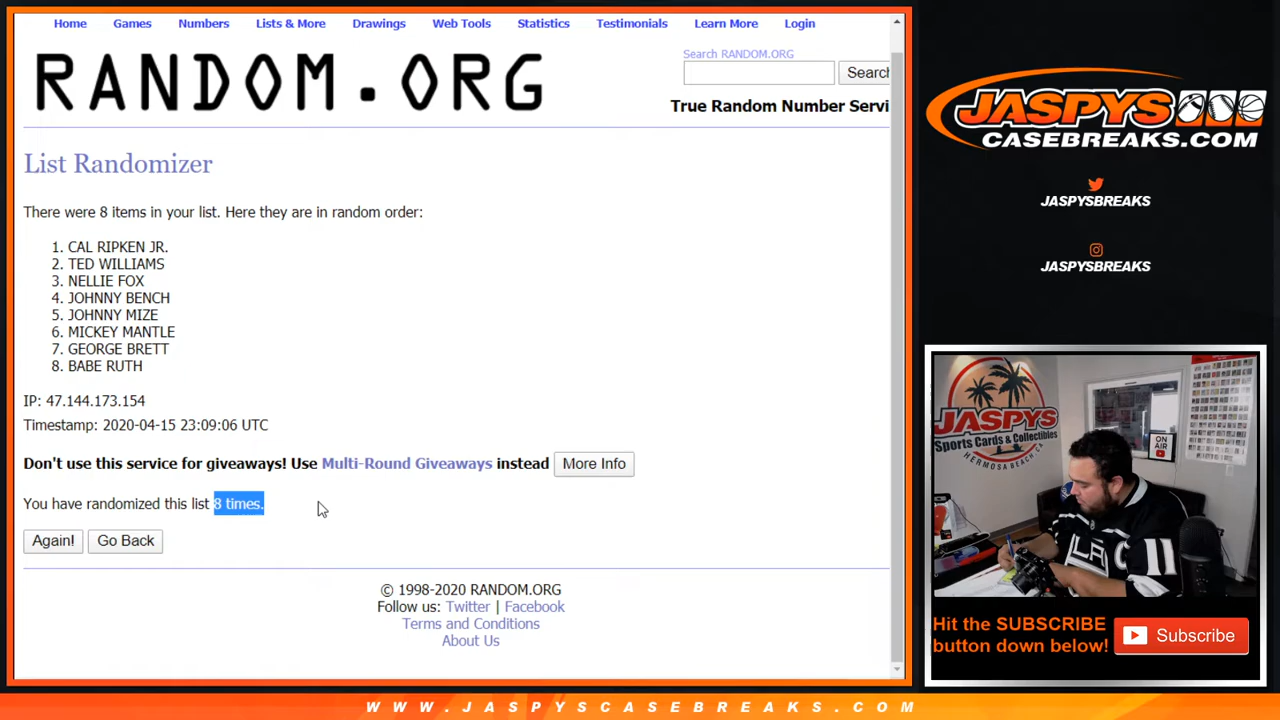 Home Games Numbers Lists & More Drawings Web Tools Statistics Testimonials Learn More Login
RANDOM.ORG
Search RANDOM.ORG
Search
True Random Number Servi
List Randomizer
There were 8 items in your list. Here they are in random order:
1. CAL RIPKEN JR.
2. TED WILLIAMS
3. NELLIE FOX
4. JOHNNY BENCH
5. JOHNNY MIZE
6. MICKEY MANTLE
7. GEORGE BRETT
8. BABE RUTH
IP: 47.144.173.154
Timestamp: 2020-04-15 23:09:06 UTC
Don't use this service for giveaways! Use Multi-Round Giveaways instead More Info
You have randomized this list 8 times.
Again! Go Back
© 1998-2020 RANDOM.ORG
Follow us: Twitter | Facebook
Terms and Conditions
About Us
JASPYS
CASEBREAKS.COM
JASPYSBREAKS
JASPYSBREAKS
JASPYS
Sports Cards & Collectibles
HERMOSA BEACH CA
ON AIR
LA
C 11
Hit the SUBSCRIBE
button down below!
Subscribe
WWW.JASPYSCASEBREAKS.COM